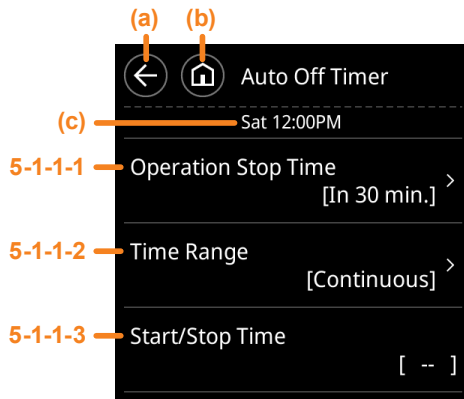 (a) (b)
Auto Off Timer
(c) Sat 12:00PM
5-1-1-1 Operation Stop Time
[In 30 min.]
5-1-1-2 Time Range
[Continuous]
5-1-1-3 Start/Stop Time
[ -- ]